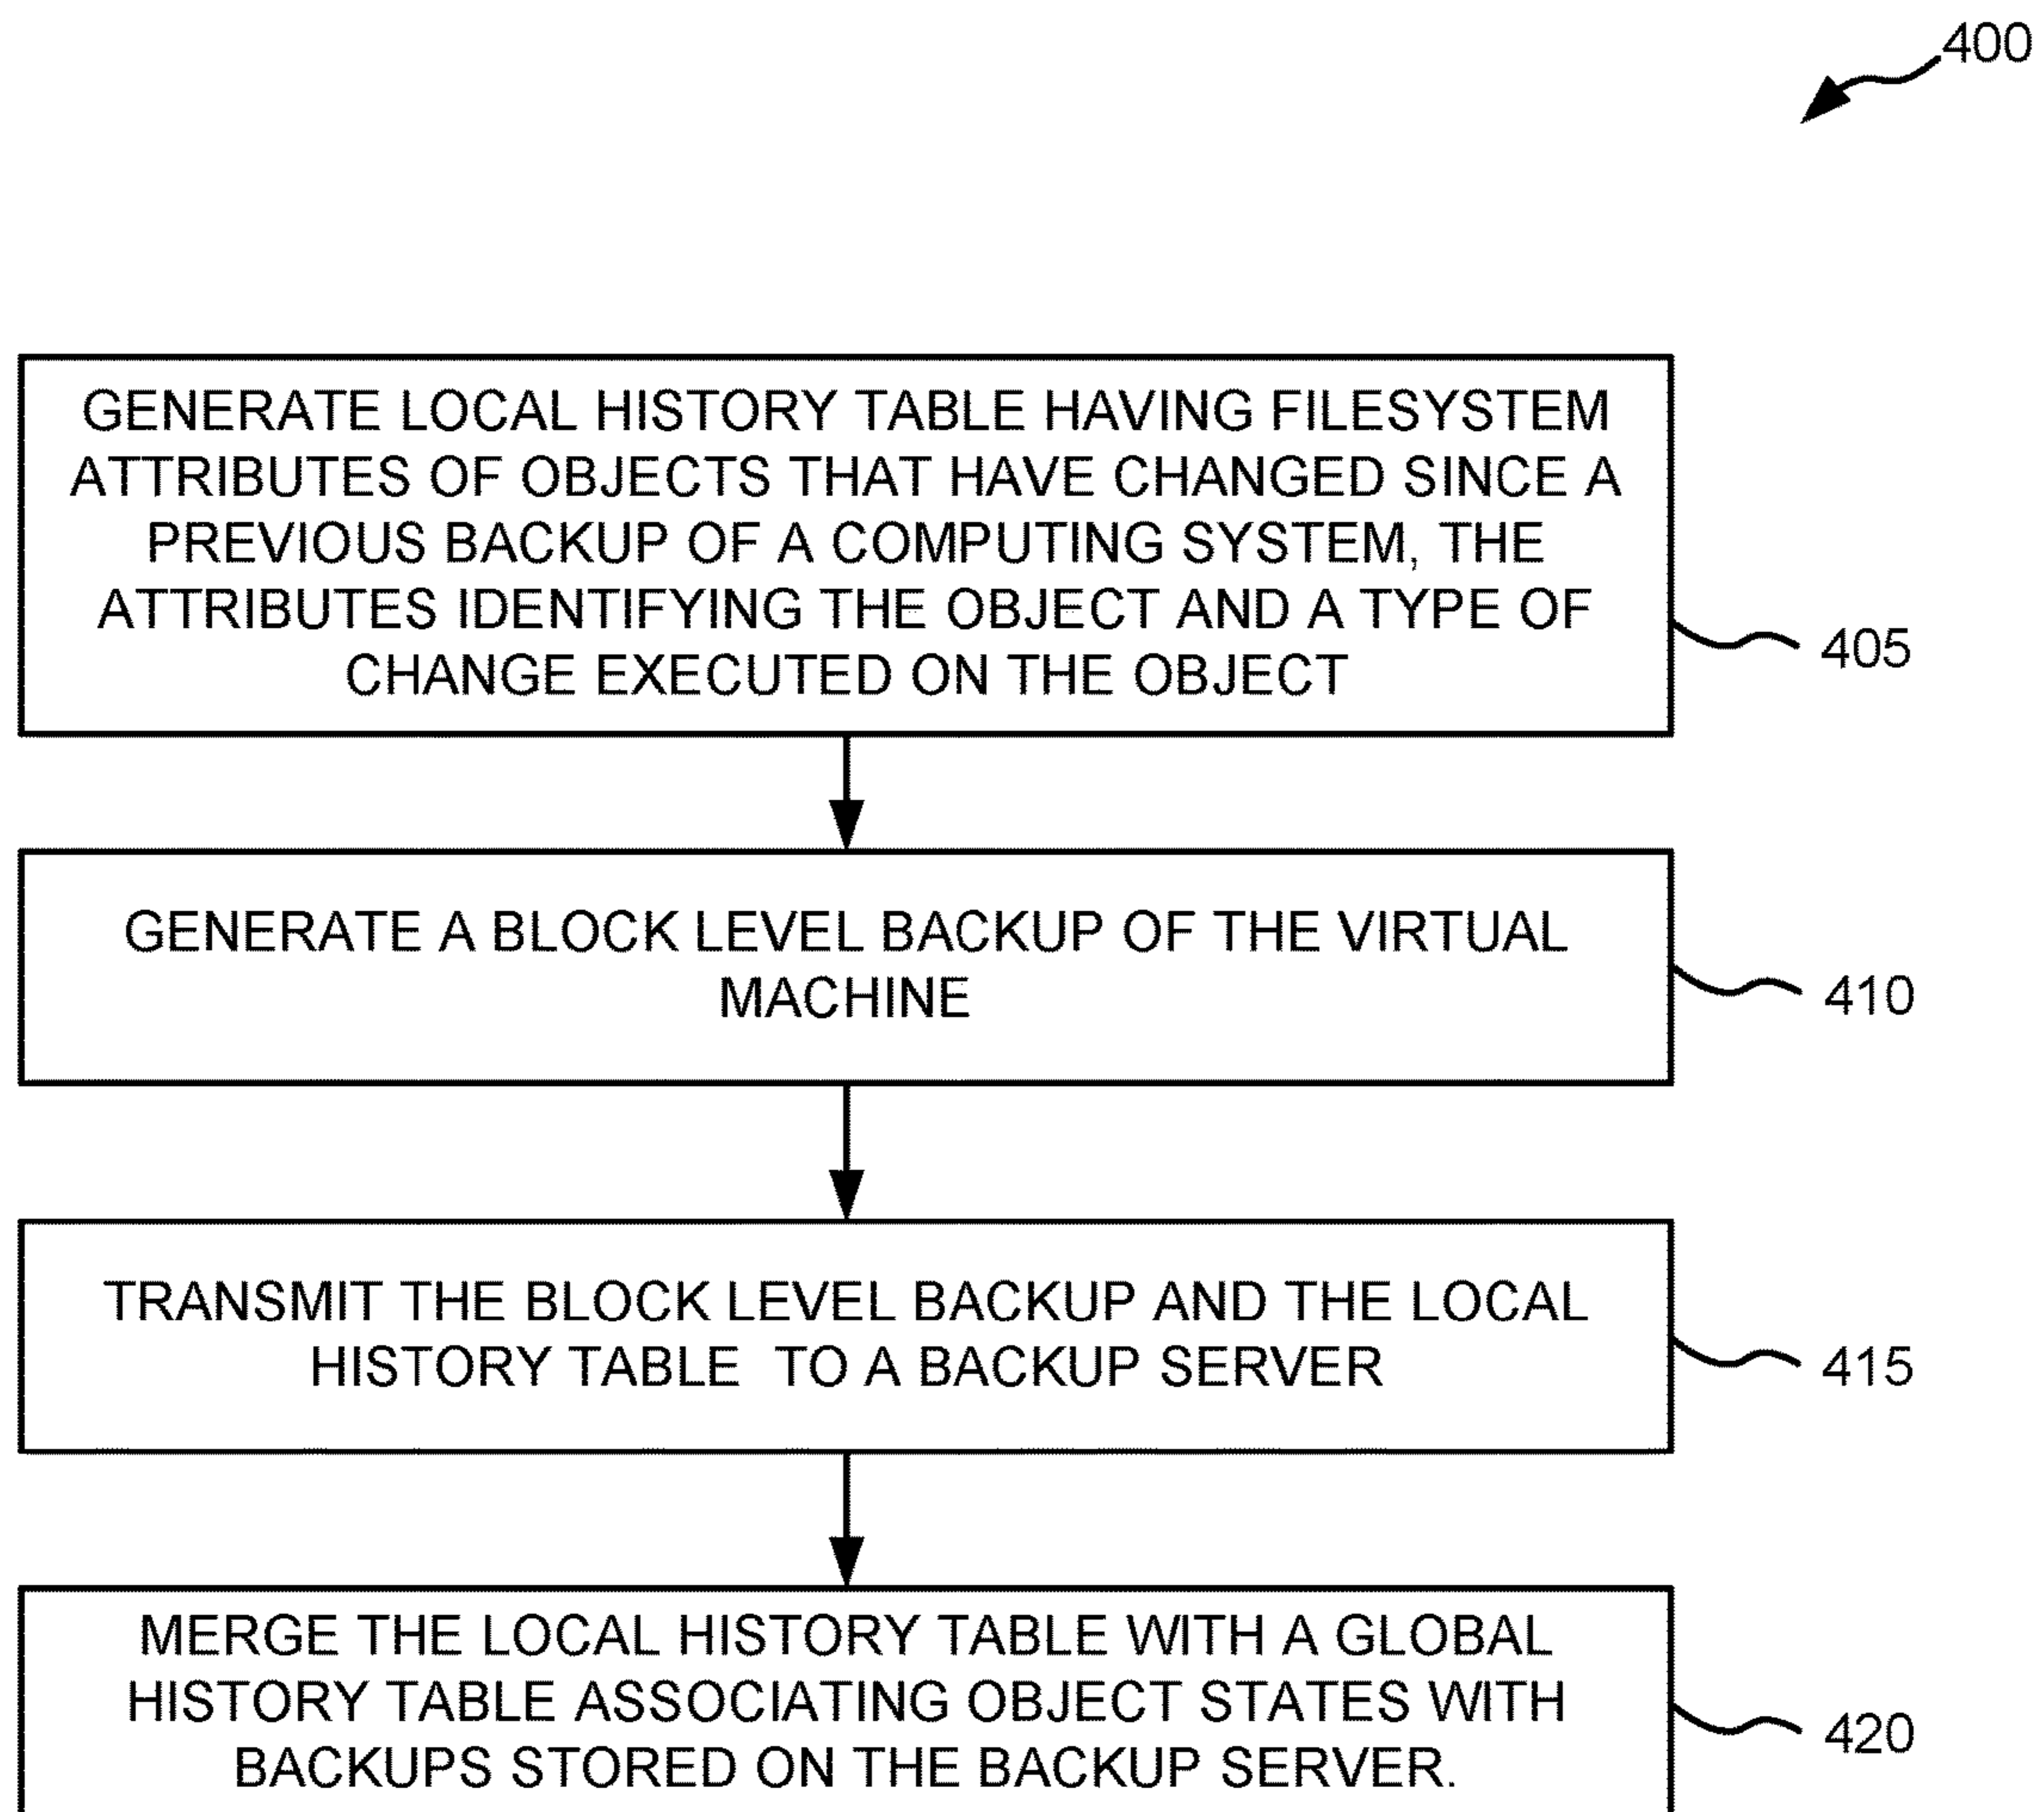 400
GENERATE LOCAL HISTORY TABLE HAVING FILESYSTEM
ATTRIBUTES OF OBJECTS THAT HAVE CHANGED SINCE A
PREVIOUS BACKUP OF A COMPUTING SYSTEM, THE
ATTRIBUTES IDENTIFYING THE OBJECT AND A TYPE OF
CHANGE EXECUTED ON THE OBJECT
405
GENERATE A BLOCK LEVEL BACKUP OF THE VIRTUAL
MACHINE
410
TRANSMIT THE BLOCK LEVEL BACKUP AND THE LOCAL
HISTORY TABLE  TO A BACKUP SERVER
415
MERGE THE LOCAL HISTORY TABLE WITH A GLOBAL
HISTORY TABLE ASSOCIATING OBJECT STATES WITH
BACKUPS STORED ON THE BACKUP SERVER.
420